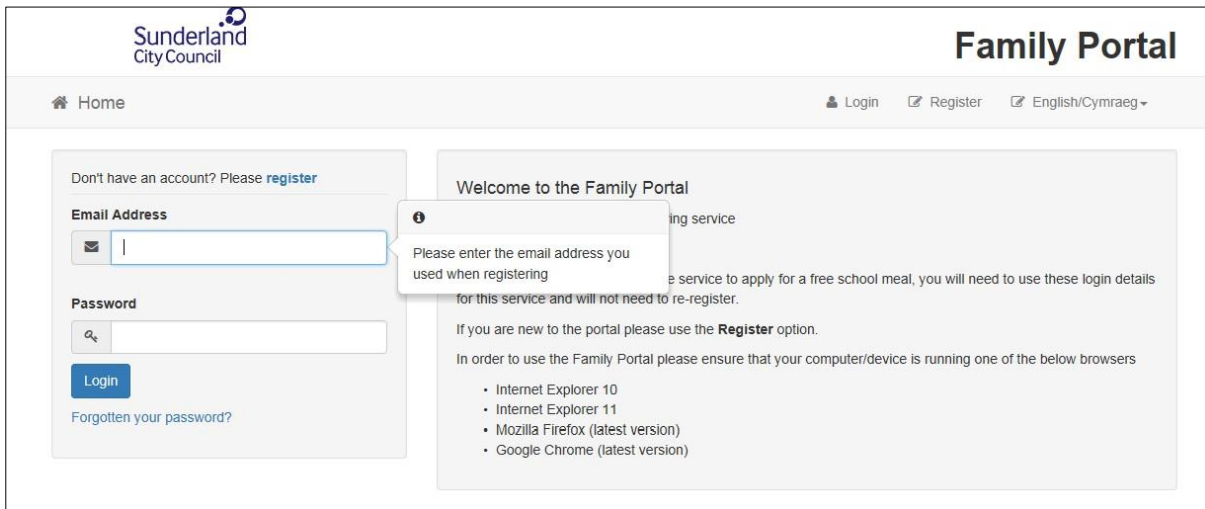 Sunderland
City Council
Family Portal
Home
Login
Register
English/Cymraeg
Don't have an account? Please register
Email Address
Password
Login
Forgotten your password?
Please enter the email address you
used when registering
Welcome to the Family Portal
ing service
service to apply for a free school meal, you will need to use these login details
for this service and will not need to re-register.
If you are new to the portal please use the Register option.
In order to use the Family Portal please ensure that your computer/device is running one of the below browsers
• Internet Explorer 10
• Internet Explorer 11
• Mozilla Firefox (latest version)
• Google Chrome (latest version)